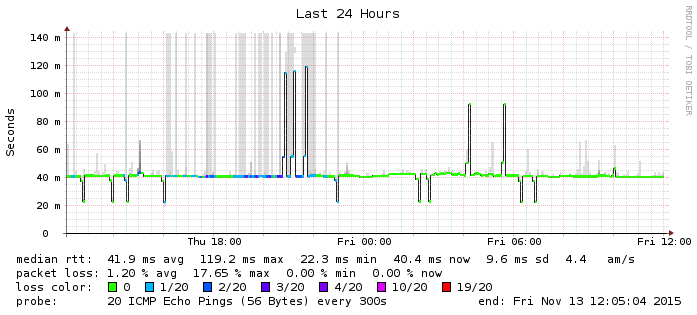 Last 24 Hours
RRDTOOL / TOBI OETIKER
Seconds
140 m
120 m
100 m
80 m
60 m
40 m
20 m
0
Thu 18:00 Fri 00:00 Fri 06:00 Fri 12:00
median rtt: 41.9 ms avg 119.2 ms max 22.3 ms min 40.4 ms now 9.6 ms sd 4.4 am/s
packet loss: 1.20 % avg 17.65 % max 0.00 % min 0.00 % now
loss color: 0 1/20 2/20 3/20 4/20 10/20 19/20
probe: 20 ICMP Echo Pings (56 Bytes) every 300s end: Fri Nov 13 12:05:04 2015